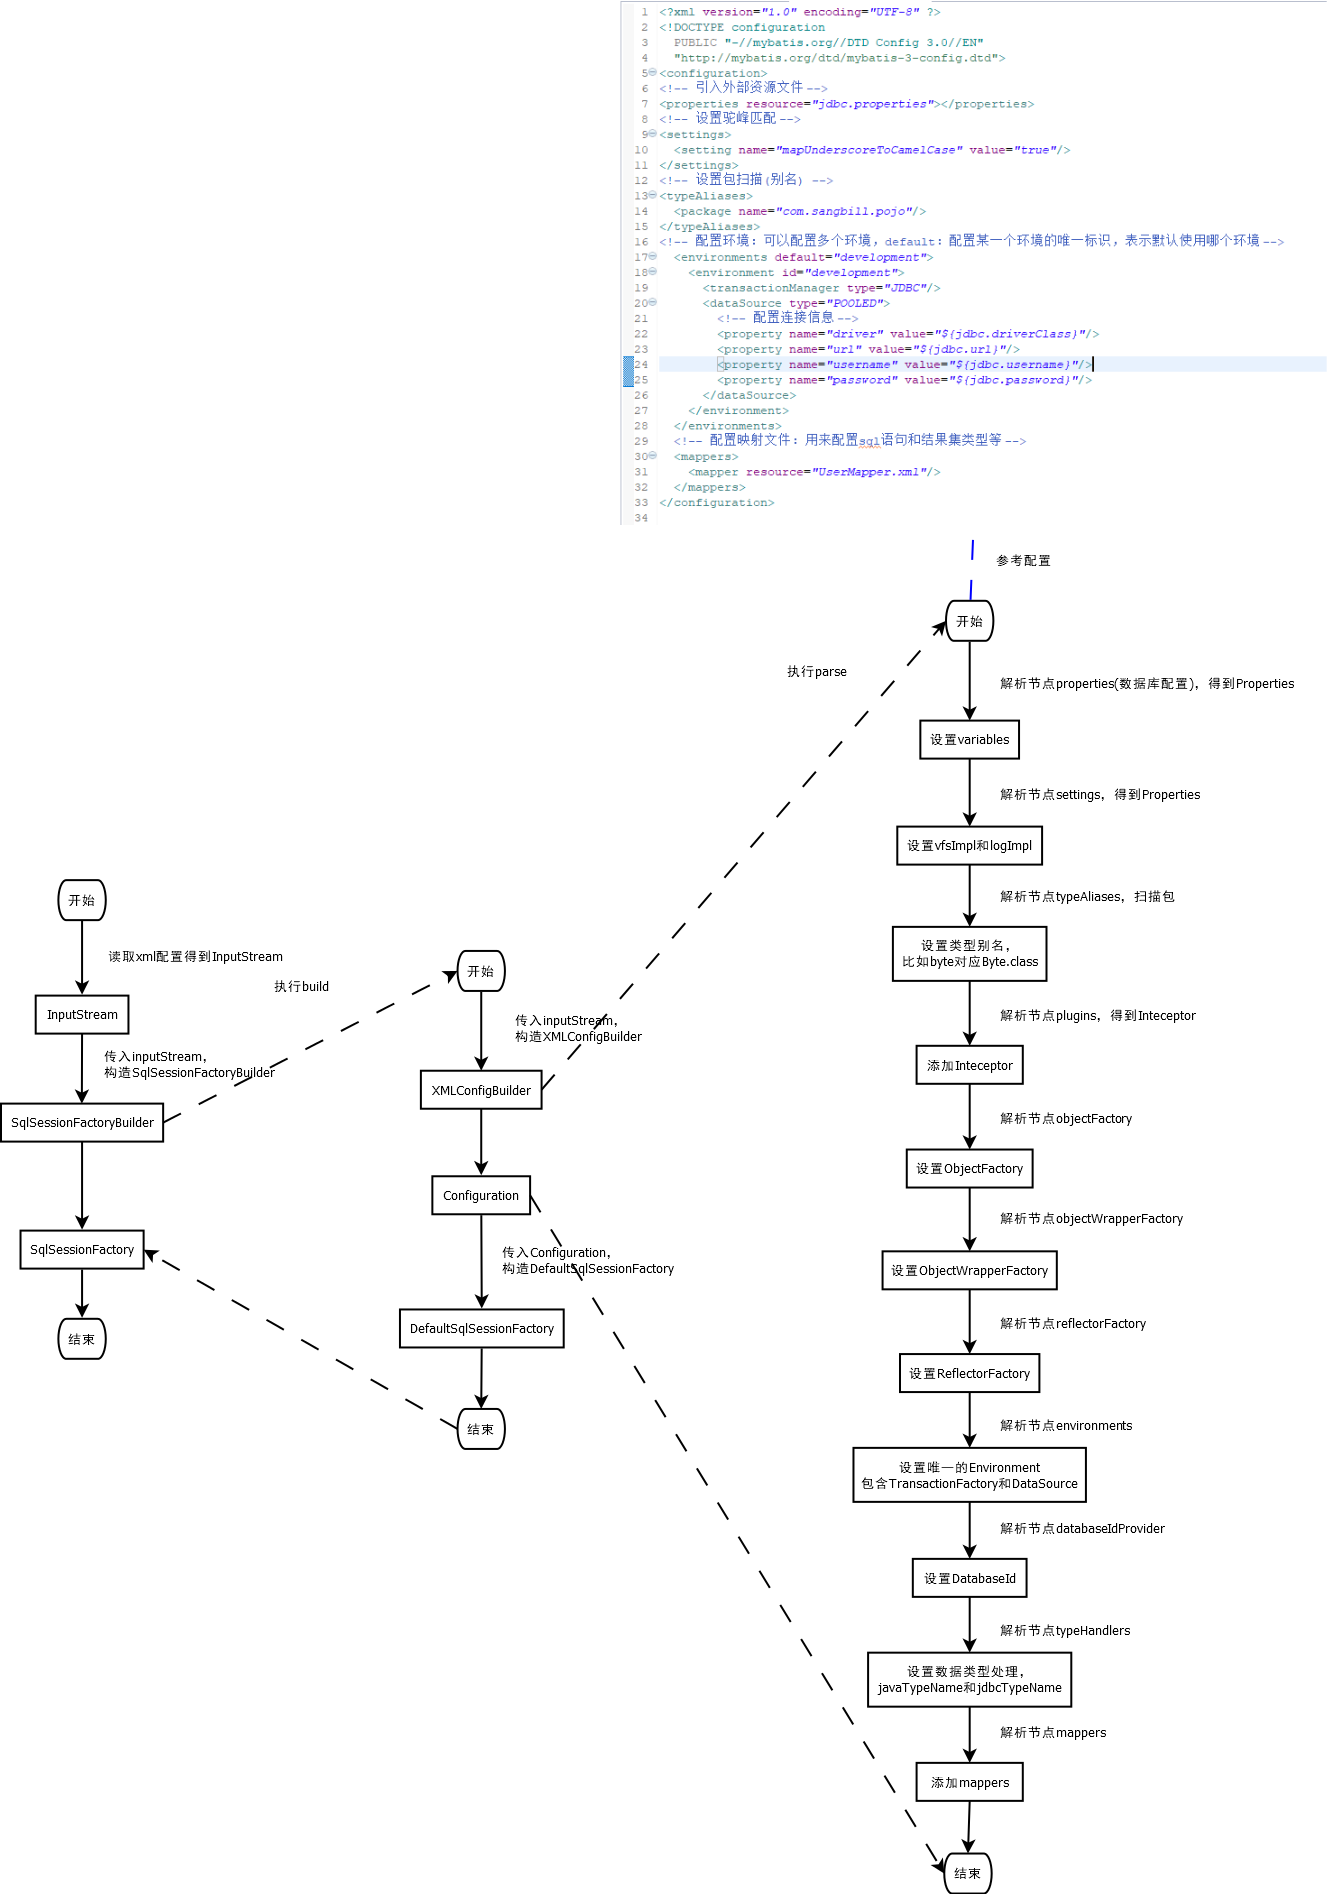 1 <?xml version="1.0" encoding="UTF-8" ?>
2 <!DOCTYPE configuration
3 PUBLIC "-//mybatis.org//DTD Config 3.0//EN"
4 "http://mybatis.org/dtd/mybatis-3-config.dtd">
5 <configuration>
6 <!-- 引入外部资源文件 -->
7 <properties resource="jdbc.properties"></properties>
8 <!-- 设置驼峰匹配 -->
9 <settings>
10 <setting name="mapUnderscoreToCamelCase" value="true"/>
11 </settings>
12 <!-- 设置包扫描(别名) -->
13 <typeAliases>
14 <package name="com.sangbill.pojo"/>
15 </typeAliases>
16 <!-- 配置环境：可以配置多个环境，default：配置某一个环境的唯一标识，表示默认使用哪个环境 -->
17 <environments default="development">
18 <environment id="development">
19 <transactionManager type="JDBC"/>
20 <dataSource type="POOLED">
21 <!-- 配置连接信息 -->
22 <property name="driver" value="${jdbc.driverClass}"/>
23 <property name="url" value="${jdbc.url}"/>
24 <property name="username" value="${jdbc.username}"/>
25 <property name="password" value="${jdbc.password}"/>
26 </dataSource>
27 </environment>
28 </environments>
29 <!-- 配置映射文件：用来配置sql语句和结果集类型等 -->
30 <mappers>
31 <mapper resource="UserMapper.xml"/>
32 </mappers>
33 </configuration>
34
参考配置
开始
执行parse
解析节点properties(数据库配置)，得到Properties
设置variables
解析节点settings，得到Properties
设置vfsImpl和logImpl
解析节点typeAliases，扫描包
设置类型别名，
比如byte对应Byte.class
解析节点plugins，得到Inteceptor
添加Inteceptor
解析节点objectFactory
设置ObjectFactory
解析节点objectWrapperFactory
设置ObjectWrapperFactory
解析节点reflectorFactory
设置ReflectorFactory
解析节点environments
设置唯一的Environment
包含TransactionFactory和DataSource
解析节点databaseIdProvider
设置DatabaseId
解析节点typeHandlers
设置数据类型处理，
javaTypeName和jdbcTypeName
解析节点mappers
添加mappers
结束
开始
读取xml配置得到InputStream
InputStream
传入inputStream，
构造SqlSessionFactoryBuilder
SqlSessionFactoryBuilder
SqlSessionFactory
结束
执行build
开始
传入inputStream，
构造XMLConfigBuilder
XMLConfigBuilder
Configuration
传入Configuration，
构造DefaultSqlSessionFactory
DefaultSqlSessionFactory
结束